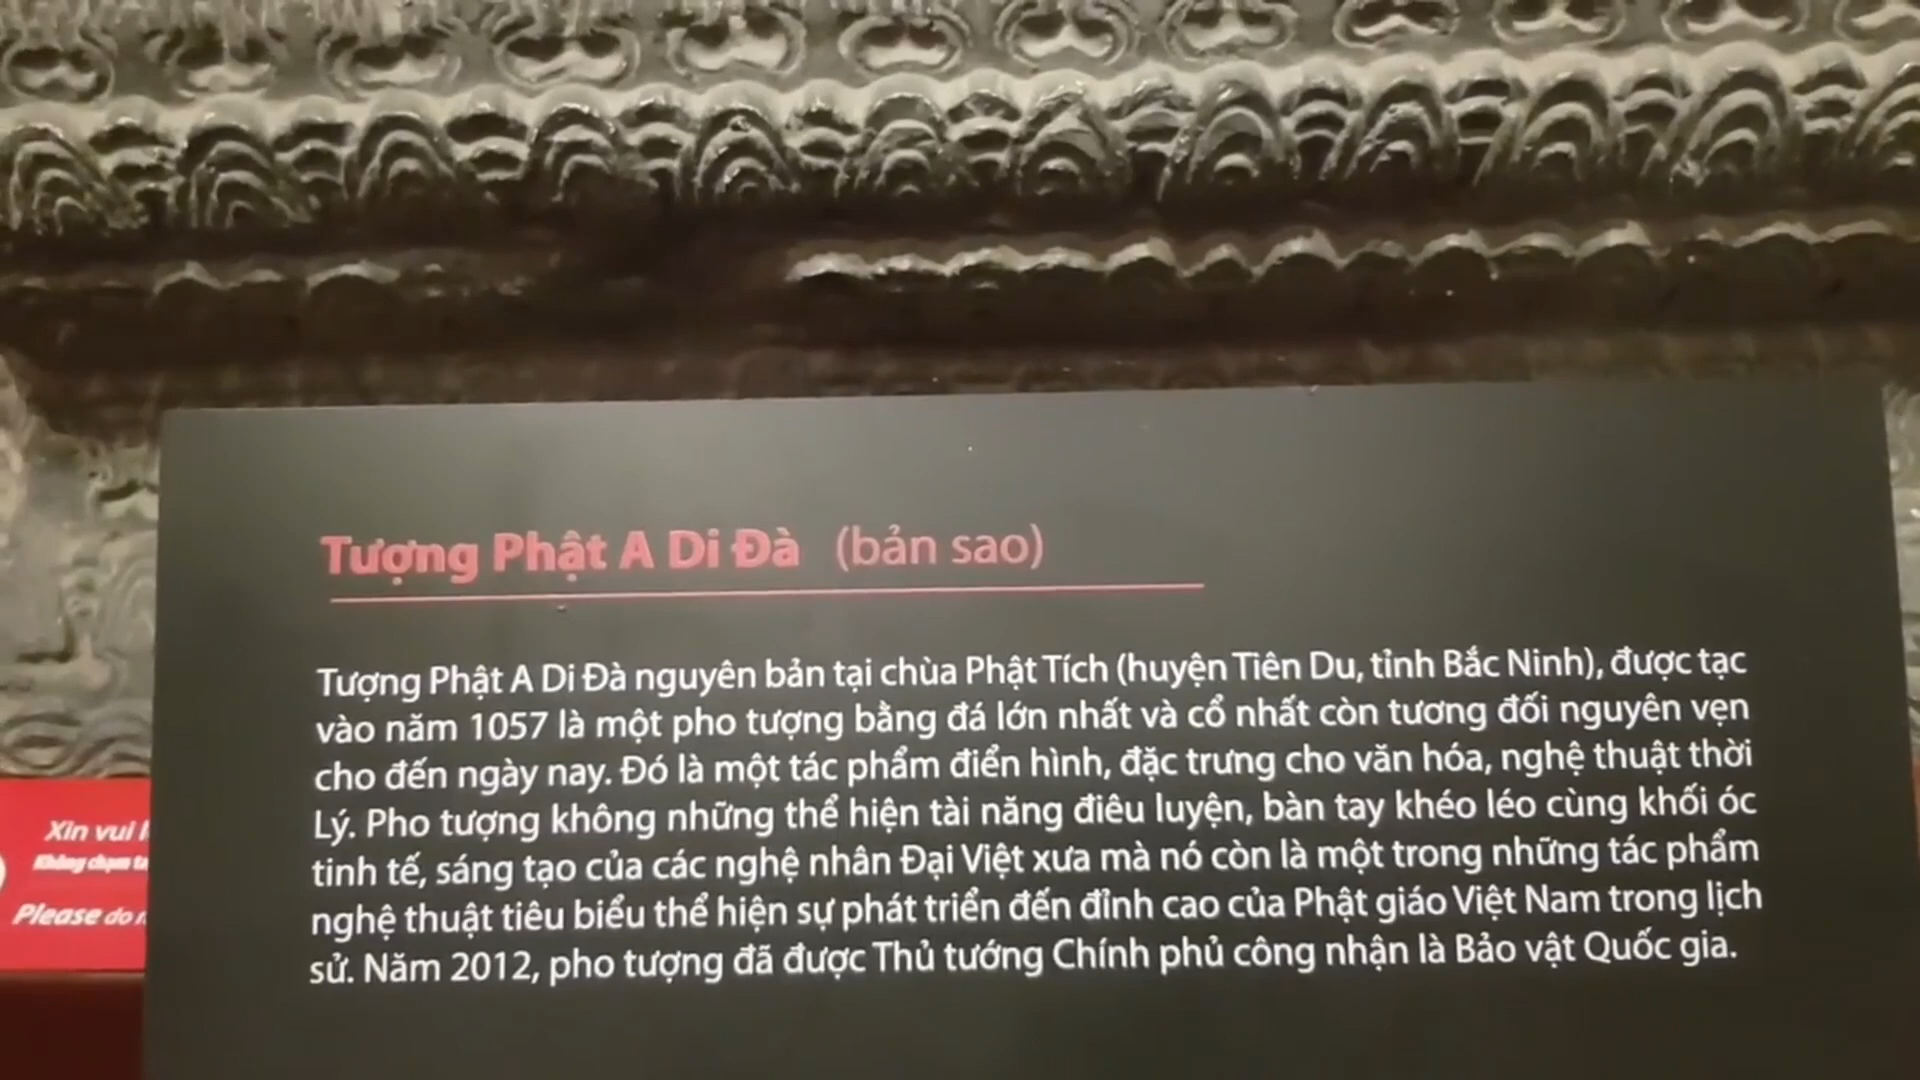 Tượng Phật A Di Đà (bản sao)
Tượng Phật A Di Đà nguyên bản tại chùa Phật Tích (huyện Tiên Du, tỉnh Bắc Ninh), được tạc
vào năm 1057 là một pho tượng bằng đá lớn nhất và cổ nhất còn tương đối nguyên vẹn
cho đến ngày nay. Đó là một tác phẩm điển hình, đặc trưng cho văn hóa, nghệ thuật thời
Lý. Pho tượng không những thể hiện tài năng điêu luyện, bàn tay khéo léo cùng khối óc
tinh tế, sáng tạo của các nghệ nhân Đại Việt xưa mà nó còn là một trong những tác phẩm
nghệ thuật tiêu biểu thể hiện sự phát triển đến đỉnh cao của Phật giáo Việt Nam trong lịch
sử. Năm 2012, pho tượng đã được Thủ tướng Chính phủ công nhận là Bảo vật Quốc gia.
Xin vui
Không chạm
Please do